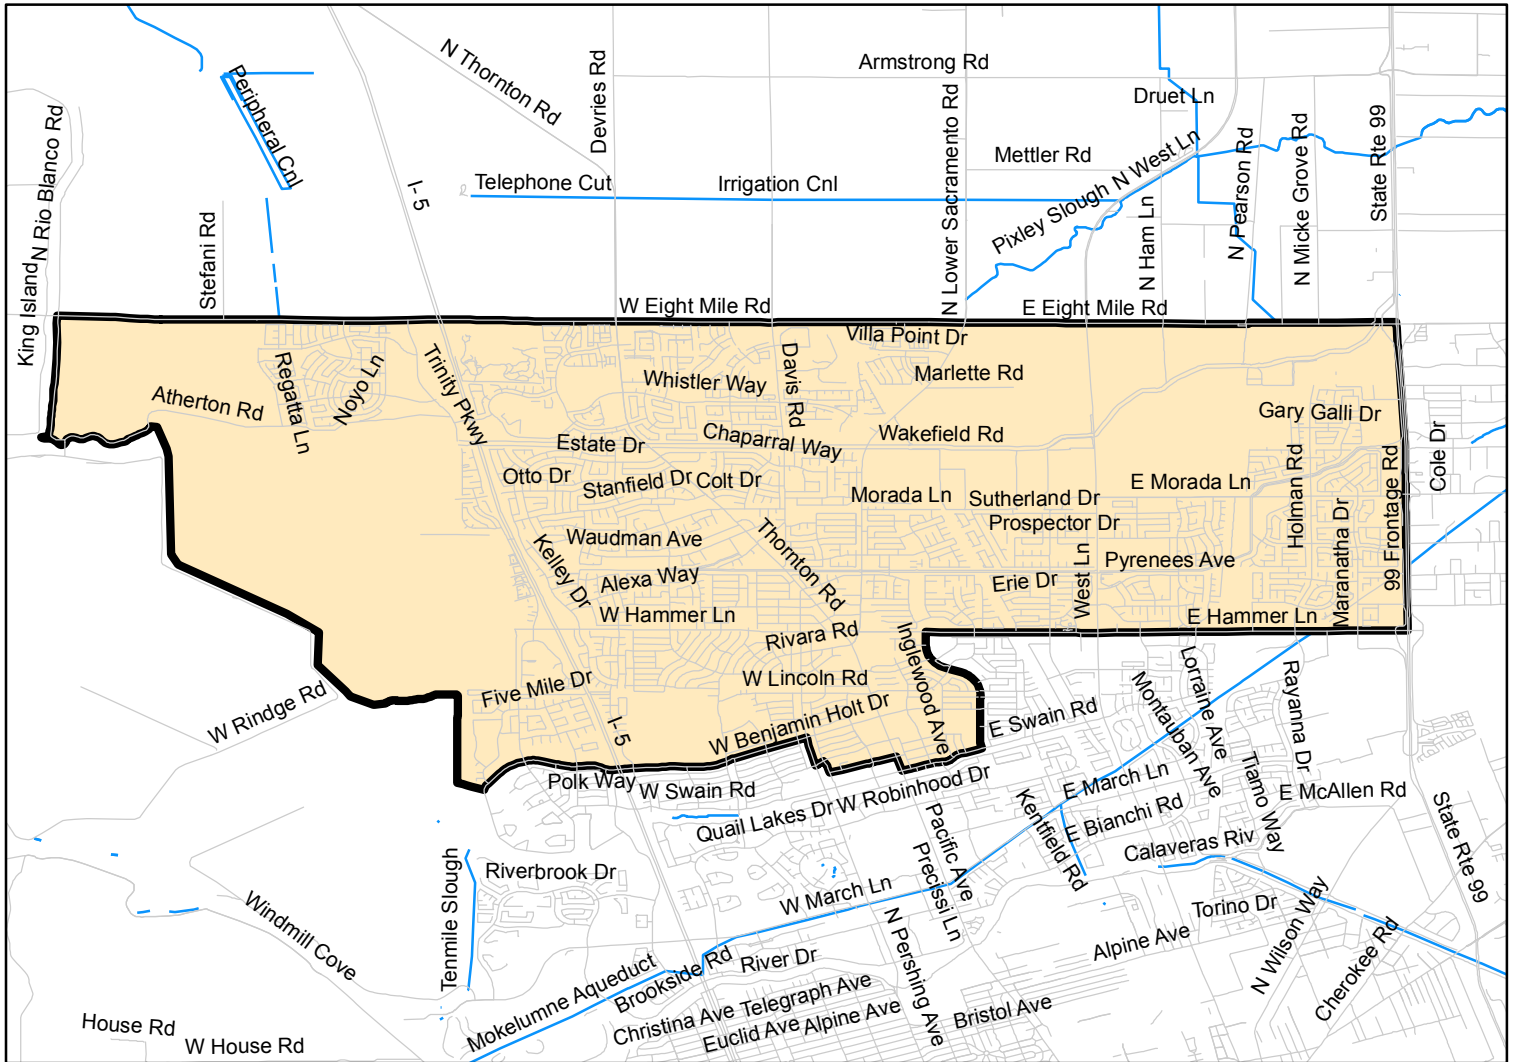 N Thornton Rd
Devries Rd
Armstrong Rd
Druet Ln
Peripheral Cnl
N Rio Blanco Rd
King Island
Stefani Rd
I-5
Telephone Cut
Irrigation Cnl
N Lower Sacramento Rd
Mettler Rd
Pixley Slough
N West Ln
N Ham Ln
N Pearson Rd
N Micke Grove Rd
State Rte 99
W Eight Mile Rd
E Eight Mile Rd
Villa Point Dr
Regatta Ln
Noyo Ln
Trinity Pkwy
Atherton Rd
Whistler Way
Davis Rd
Marlette Rd
Gary Galli Dr
Estate Dr
Chaparral Way
Wakefield Rd
Cole Dr
Otto Dr
Stanfield Dr
Colt Dr
Morada Ln
Sutherland Dr
E Morada Ln
Holman Rd
Maranatha Dr
99 Frontage Rd
Prospector Dr
Waudman Ave
Thornton Rd
Kelley Dr
Alexa Way
Erie Dr
West Ln
Pyrenees Ave
W Hammer Ln
E Hammer Ln
Rivara Rd
Inglewood Ave
W Lincoln Rd
Five Mile Dr
W Rindge Rd
I-5
W Benjamin Holt Dr
E Swain Rd
Lorraine Ave
Montauban Ave
Rayanna Dr
Tiamo Way
Polk Way
W Swain Rd
Quail Lakes Dr
W Robinhood Dr
Kentfield Rd
E March Ln
E Bianchi Rd
E McAllen Rd
State Rte 99
Pacific Ave
Precissi Ln
Calaveras Riv
Riverbrook Dr
Tenmile Slough
Windmill Cove
W March Ln
N Pershing Ave
Torino Dr
N Wilson Way
Alpine Ave
Cherokee Rd
Mokelumne Aqueduct
Brookside Rd
River Dr
Christina Ave
Telegraph Ave
Euclid Ave
Alpine Ave
Bristol Ave
House Rd
W House Rd